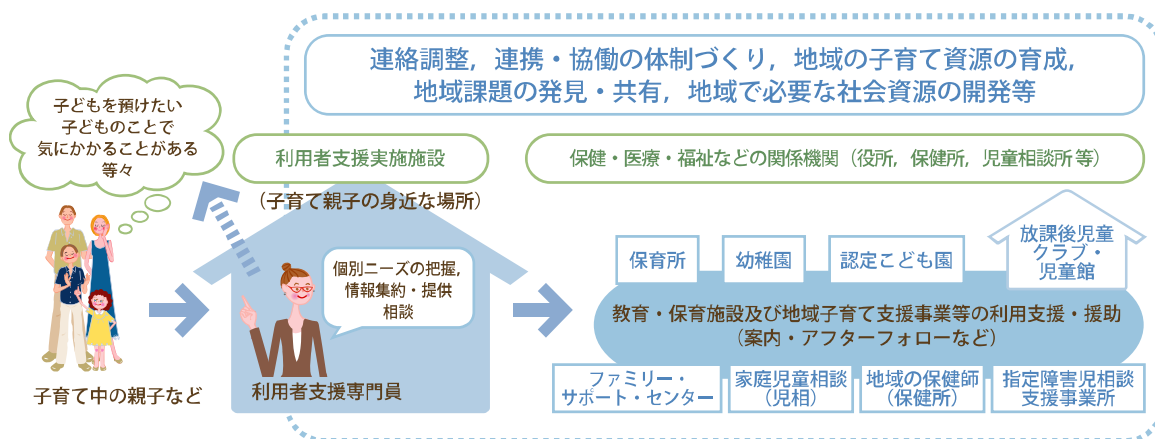 連絡調整，連携・協働の体制づくり，地域の子育て資源の育成，
地域課題の発見・共有，地域で必要な社会資源の開発等
子どもを預けたい
子どものことで
気にかかることがある
等々
利用者支援実施施設
（子育て親子の身近な場所）
保健・医療・福祉などの関係機関（役所，保健所，児童相談所 等）
個別ニーズの把握，
情報集約・提供
相談
利用者支援専門員
子育て中の親子など
保育所
幼稚園
認定こども園
放課後児童
クラブ・
児童館
教育・保育施設及び地域子育て支援事業等の利用支援・援助
（案内・アフターフォローなど）
ファミリー・
サポート・センター
家庭児童相談
（児相）
地域の保健師
（保健所）
指定障害児相談
支援事業所